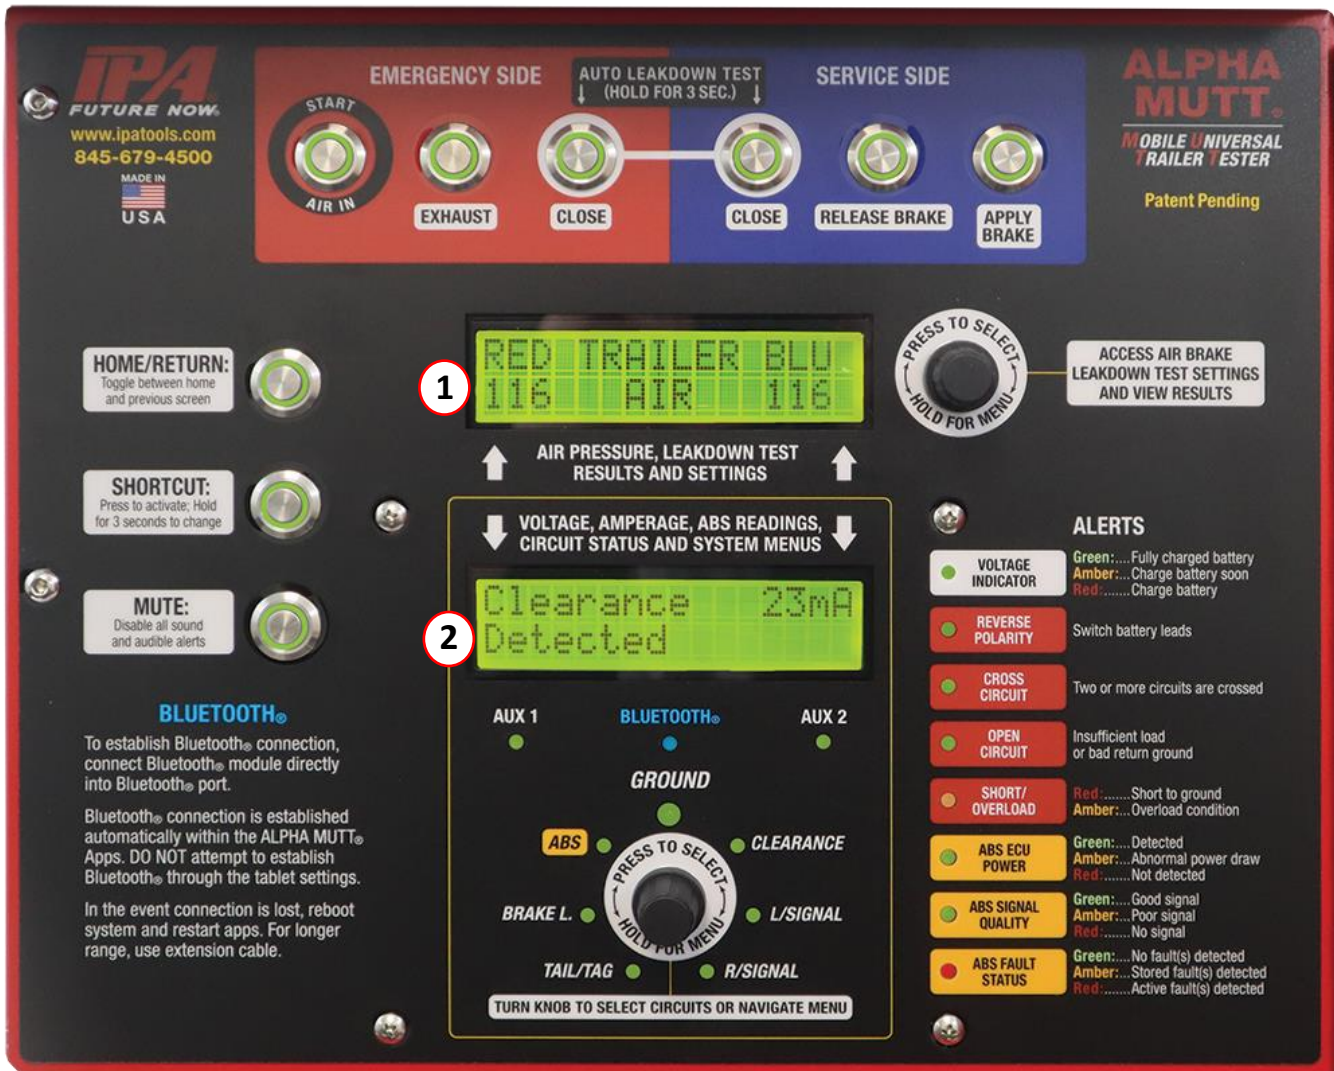 IPA
FUTURE NOW®
www.ipatools.com
845-679-4500
MADE IN
USA
EMERGENCY SIDE
AUTO LEAKDOWN TEST
(HOLD FOR 3 SEC.)
SERVICE SIDE
START
AIR IN
EXHAUST
CLOSE
CLOSE
RELEASE BRAKE
APPLY
BRAKE
ALPHA
MUTT®
MOBILE UNIVERSAL
TRAILER TESTER
Patent Pending
HOME/RETURN:
Toggle between home
and previous screen
SHORTCUT:
Press to activate; Hold
for 3 seconds to change
MUTE:
Disable all sound
and audible alerts
1
RED TRAILER BLU
116 AIR 116
PRESS TO SELECT
HOLD FOR MENU
ACCESS AIR BRAKE
LEAKDOWN TEST SETTINGS
AND VIEW RESULTS
AIR PRESSURE, LEAKDOWN TEST
RESULTS AND SETTINGS
VOLTAGE, AMPERAGE, ABS READINGS,
CIRCUIT STATUS AND SYSTEM MENUS
2
Clearance 23mA
Detected
AUX 1
BLUETOOTH®
AUX 2
GROUND
ABS
CLEARANCE
BRAKE L.
L/SIGNAL
TAIL/TAG
R/SIGNAL
PRESS TO SELECT
HOLD FOR MENU
TURN KNOB TO SELECT CIRCUITS OR NAVIGATE MENU
BLUETOOTH®
To establish Bluetooth® connection,
connect Bluetooth® module directly
into Bluetooth® port.
Bluetooth® connection is established
automatically within the ALPHA MUTT®
Apps. DO NOT attempt to establish
Bluetooth® through the tablet settings.
In the event connection is lost, reboot
system and restart apps. For longer
range, use extension cable.
ALERTS
VOLTAGE
INDICATOR
Green:....Fully charged battery
Amber:...Charge battery soon
Red:.......Charge battery
REVERSE
POLARITY
Switch battery leads
CROSS
CIRCUIT
Two or more circuits are crossed
OPEN
CIRCUIT
Insufficient load
or bad return ground
SHORT/
OVERLOAD
Red:.......Short to ground
Amber:...Overload condition
ABS ECU
POWER
Green:....Detected
Amber:...Abnormal power draw
Red:.......Not detected
ABS SIGNAL
QUALITY
Green:....Good signal
Amber:...Poor signal
Red:.......No signal
ABS FAULT
STATUS
Green:....No fault(s) detected
Amber:...Stored fault(s) detected
Red:.......Active fault(s) detected